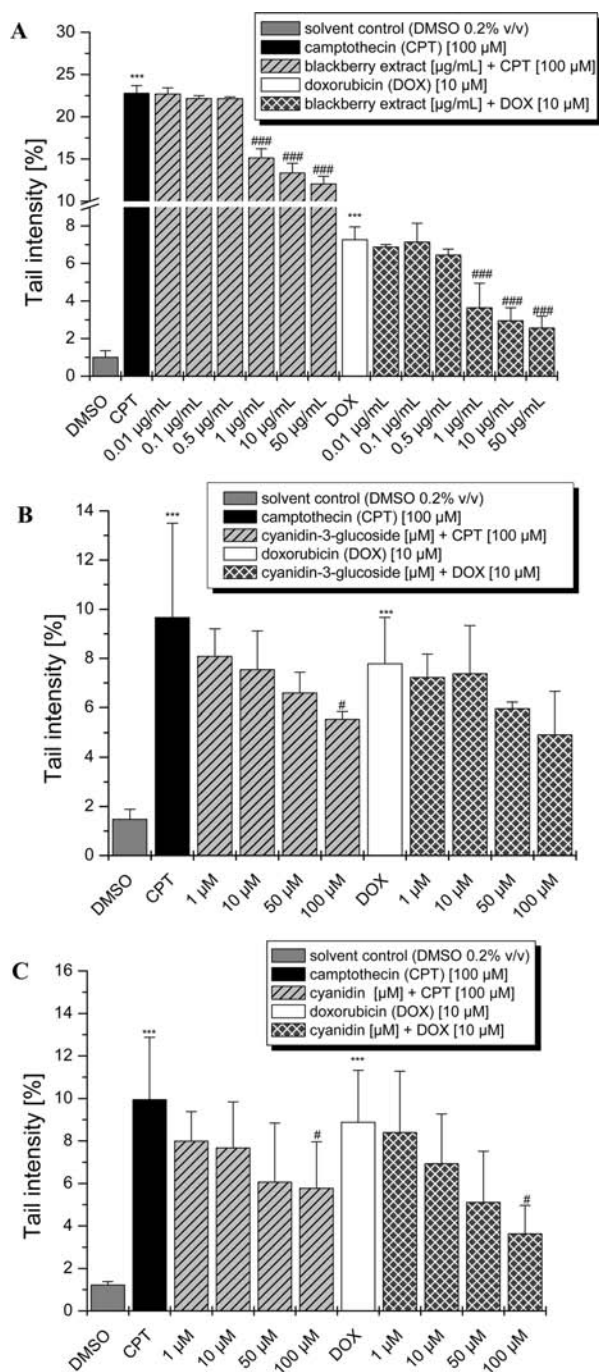 A
solvent control (DMSO 0.2% v/v)
camptothecin (CPT) [100 µM]
blackberry extract [µg/mL] + CPT [100 µM]
doxorubicin (DOX) [10 µM]
blackberry extract [µg/mL] + DOX [10 µM]
Tail intensity [%]
30
25
20
15
10
8
6
4
2
0
***
### ### ###
***
### ### ###
DMSO CPT 0.01 µg/mL 0.1 µg/mL 0.5 µg/mL 1 µg/mL 10 µg/mL 50 µg/mL DOX 0.01 µg/mL 0.1 µg/mL 0.5 µg/mL 1 µg/mL 10 µg/mL 50 µg/mL
B
solvent control (DMSO 0.2% v/v)
camptothecin (CPT) [100 µM]
cyanidin-3-glucoside [µM] + CPT [100 µM]
doxorubicin (DOX) [10 µM]
cyanidin-3-glucoside [µM] + DOX [10 µM]
Tail intensity [%]
14
12
10
8
6
4
2
0
***
#
***
DMSO CPT 1 µM 10 µM 50 µM 100 µM DOX 1 µM 10 µM 50 µM 100 µM
C
solvent control (DMSO 0.2% v/v)
camptothecin (CPT) [100 µM]
cyanidin [µM] + CPT [100 µM]
doxorubicin (DOX) [10 µM]
cyanidin [µM] + DOX [10 µM]
Tail intensity [%]
16
14
12
10
8
6
4
2
0
***
#
***
#
DMSO CPT 1 µM 10 µM 50 µM 100 µM DOX 1 µM 10 µM 50 µM 100 µM